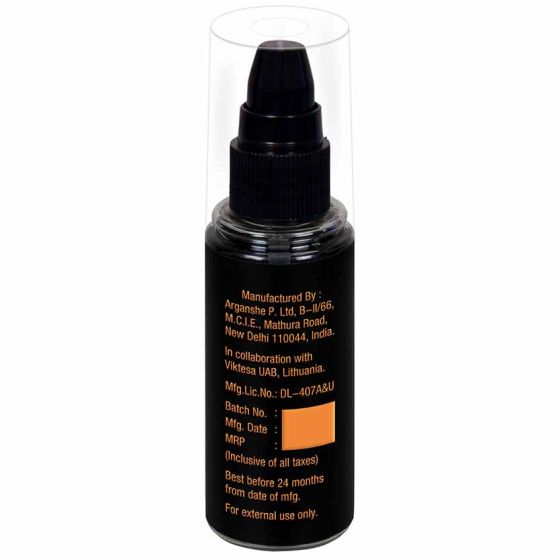 Manufactured By :
Arganshe P. Ltd, B-II/66,
M.C.I.E., Mathura Road,
New Delhi 110044, India.
In collaboration with
Viktesa UAB, Lithuania.
Mfg.Lic.No.: DL-407A&U
Batch No. :
Mfg. Date :
MRP :
(Inclusive of all taxes)
Best before 24 months
from date of mfg.
For external use only.